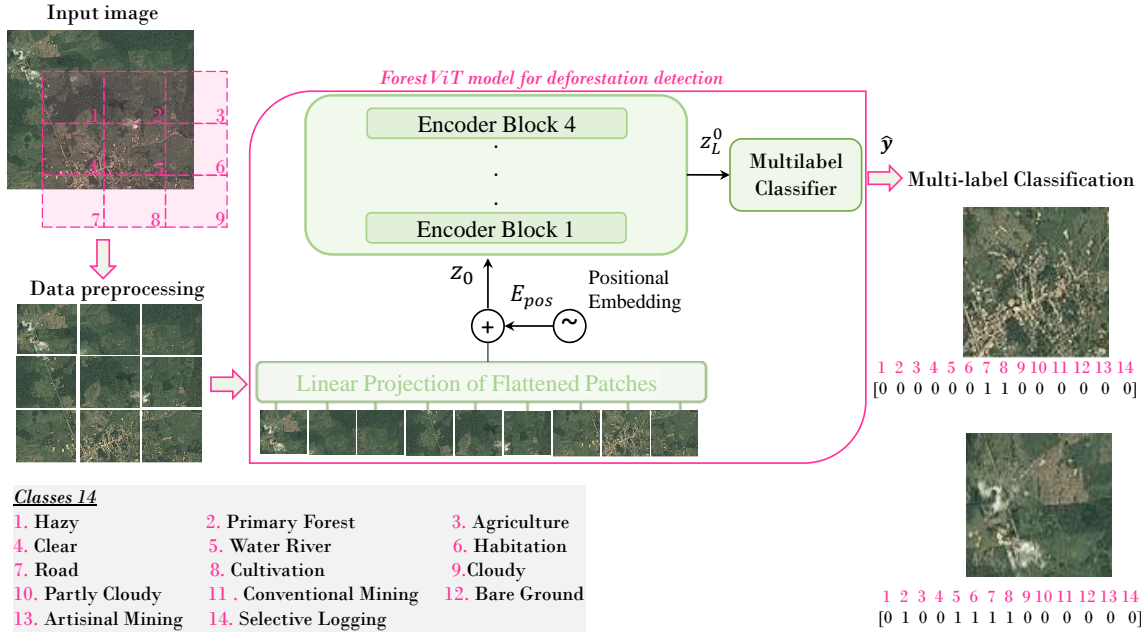 Input image
1 2 3
4 5 6
7 8 9
Data preprocessing
ForestViT model for deforestation detection
Encoder Block 4
.
.
.
Encoder Block 1
z_0
E_pos
Positional
Embedding
+
~
Linear Projection of Flattened Patches
z_L^0
Multilabel
Classifier
ŷ
Multi-label Classification
1 2 3 4 5 6 7 8 9 10 11 12 13 14
[0 0 0 0 0 0 1 1 0 0 0 0 0 0]
1 2 3 4 5 6 7 8 9 10 11 12 13 14
[0 1 0 0 1 1 1 1 0 0 0 0 0 0]
Classes 14
1. Hazy 2. Primary Forest 3. Agriculture
4. Clear 5. Water River 6. Habitation
7. Road 8. Cultivation 9.Cloudy
10. Partly Cloudy 11 . Conventional Mining 12. Bare Ground
13. Artisinal Mining 14. Selective Logging